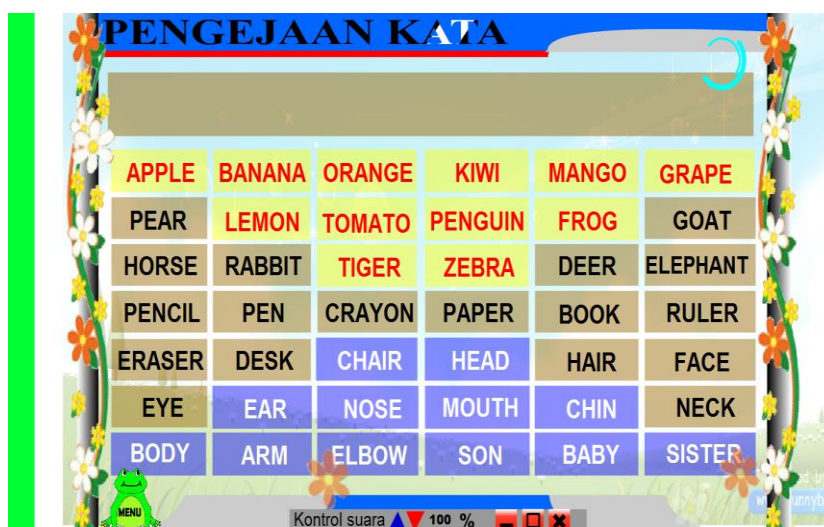 PENGEJAAN KATA
APPLE BANANA ORANGE KIWI MANGO GRAPE
PEAR LEMON TOMATO PENGUIN FROG GOAT
HORSE RABBIT TIGER ZEBRA DEER ELEPHANT
PENCIL PEN CRAYON PAPER BOOK RULER
ERASER DESK CHAIR HEAD HAIR FACE
EYE EAR NOSE MOUTH CHIN NECK
BODY ARM ELBOW SON BABY SISTER
MENU
Kontrol suara 100 %